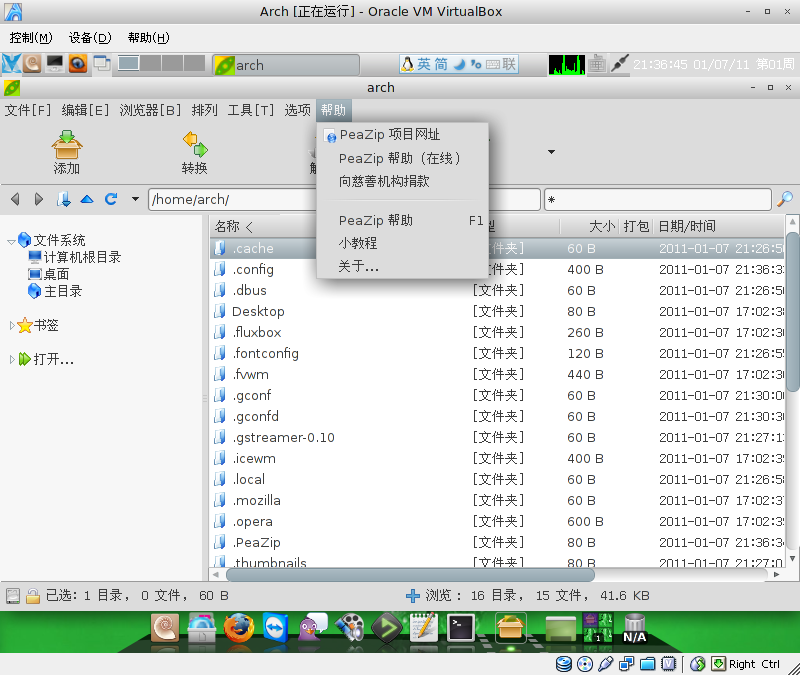 Arch [正在运行] - Oracle VM VirtualBox
控制(M) 设备(D) 帮助(H)
arch 英 简 联 21:36:45 01/07/11 第01周
arch
文件[F] 编辑[E] 浏览器[B] 排列 工具[T] 选项 帮助
添加 转换
/home/arch/ *
PeaZip 项目网址
PeaZip 帮助（在线）
向慈善机构捐款
PeaZip 帮助 F1
小教程
关于...
文件系统
计算机根目录
桌面
主目录
书签
打开...
名称 < 型 大小 打包 日期/时间
.cache 文件夹] 60 B 2011-01-07 21:26:5
.config [文件夹] 400 B 2011-01-07 21:36:3
.dbus [文件夹] 60 B 2011-01-07 21:26:5
Desktop [文件夹] 80 B 2011-01-07 17:02:3
.fluxbox [文件夹] 260 B 2011-01-07 17:02:3
.fontconfig [文件夹] 120 B 2011-01-07 21:26:5
.fvwm [文件夹] 440 B 2011-01-07 17:02:3
.gconf [文件夹] 60 B 2011-01-07 21:30:0
.gconfd [文件夹] 60 B 2011-01-07 21:30:3
.gstreamer-0.10 [文件夹] 60 B 2011-01-07 21:27:1
.icewm [文件夹] 400 B 2011-01-07 17:02:3
.local [文件夹] 60 B 2011-01-07 21:26:5
.mozilla [文件夹] 60 B 2011-01-07 17:02:3
.opera [文件夹] 600 B 2011-01-07 17:02:3
.PeaZip [文件夹] 80 B 2011-01-07 21:36:3
.thumbnails [文件夹] 80 B 2011-01-07 21:27:0
已选: 1 目录, 0 文件, 60 B 浏览 : 16 目录, 15 文件, 41.6 KB
1 N/A
Right Ctrl